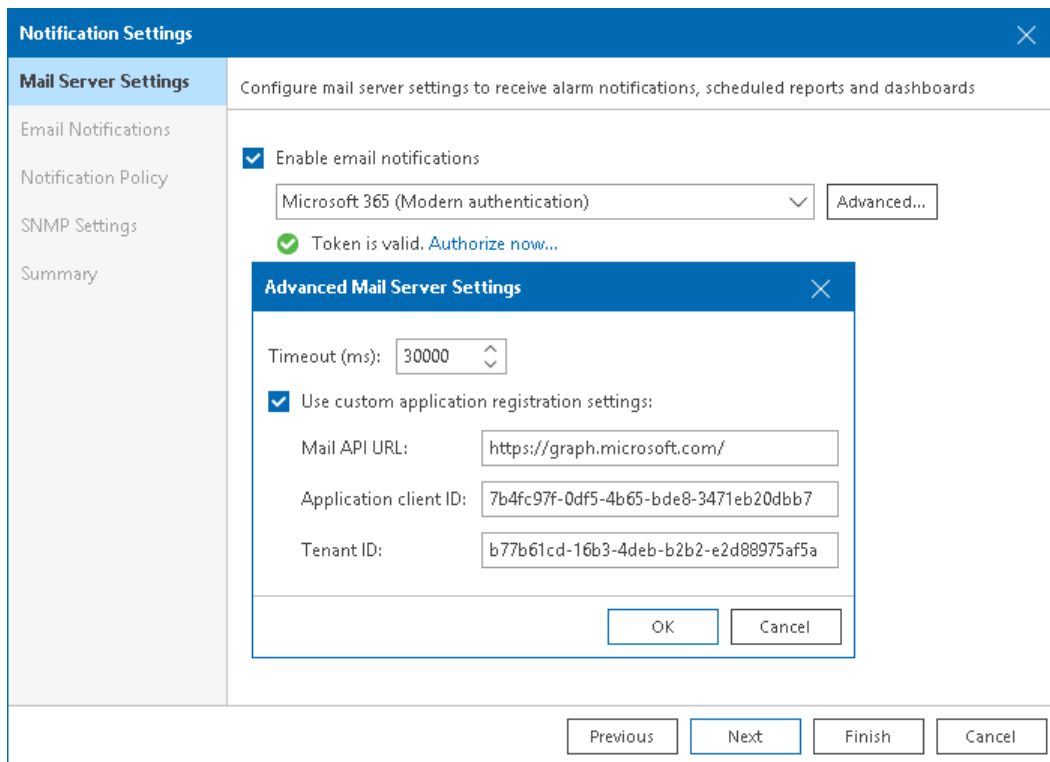 Notification Settings
Mail Server Settings
Email Notifications
Notification Policy
SNMP Settings
Summary
Configure mail server settings to receive alarm notifications, scheduled reports and dashboards
Enable email notifications
Microsoft 365 (Modern authentication)
Advanced...
Token is valid. Authorize now...
Advanced Mail Server Settings
Timeout (ms): 30000
Use custom application registration settings:
Mail API URL: https://graph.microsoft.com/
Application client ID: 7b4fc97f-0df5-4b65-bde8-3471eb20dbb7
Tenant ID: b77b61cd-16b3-4deb-b2b2-e2d88975af5a
OK
Cancel
Previous
Next
Finish
Cancel